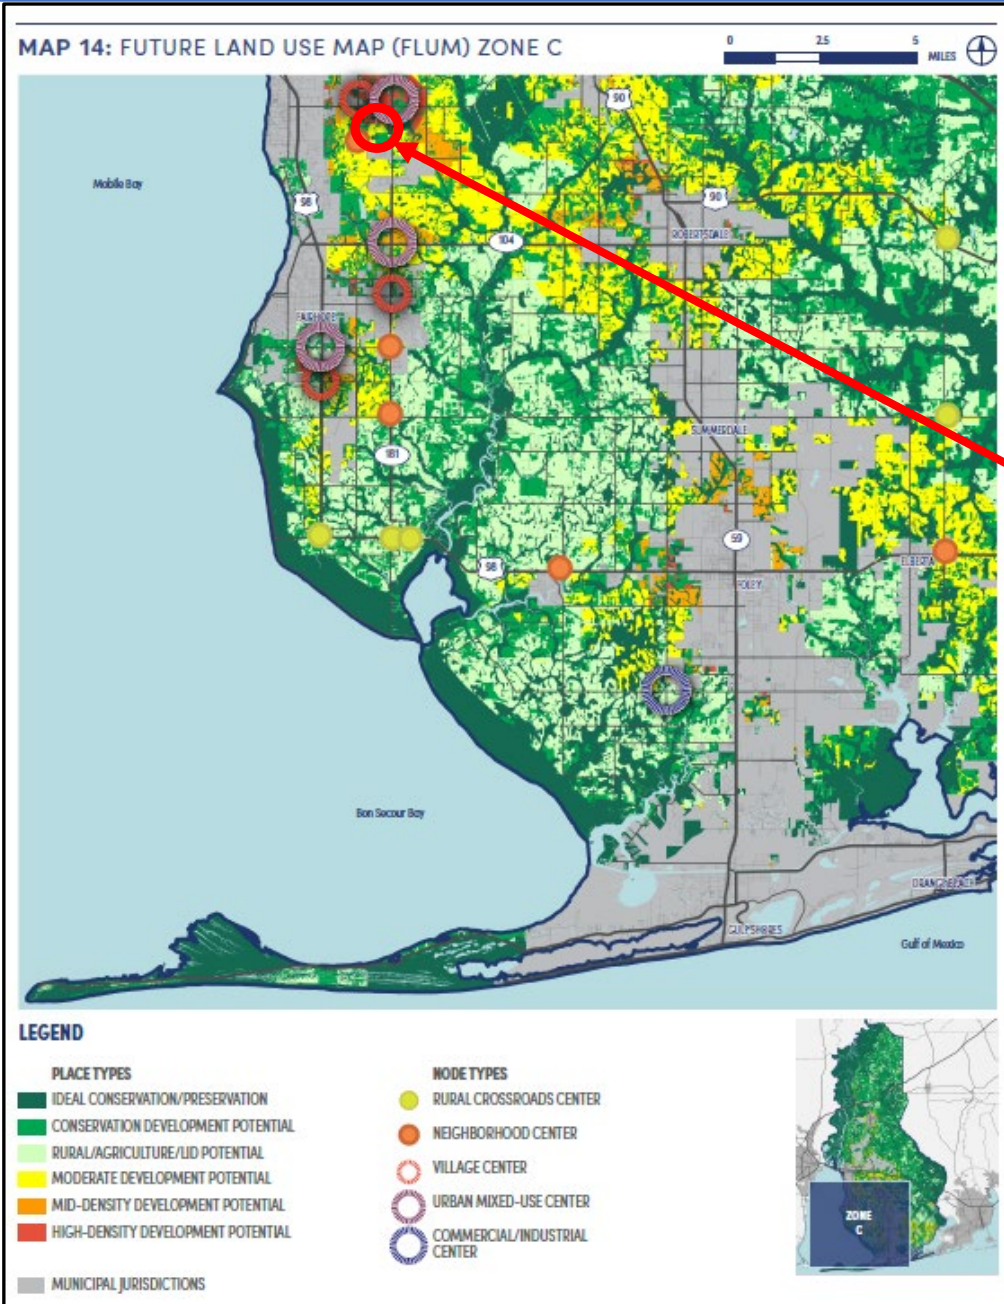 MAP 14: FUTURE LAND USE MAP (FLUM) ZONE C
0 2.5 5
MILES
90
Mobile Bay
98
90
ROBERTSDALE
104
FAIRHOPE
SUMMERDALE
181
59
98
ELBERTA
FOLEY
Bon Secour Bay
ORANGE BEACH
GULF SHORES
Gulf of Mexico
LEGEND
PLACE TYPES
IDEAL CONSERVATION/PRESERVATION
CONSERVATION DEVELOPMENT POTENTIAL
RURAL/AGRICULTURE/LID POTENTIAL
MODERATE DEVELOPMENT POTENTIAL
MID-DENSITY DEVELOPMENT POTENTIAL
HIGH-DENSITY DEVELOPMENT POTENTIAL
MUNICIPAL JURISDICTIONS
NODE TYPES
RURAL CROSSROADS CENTER
NEIGHBORHOOD CENTER
VILLAGE CENTER
URBAN MIXED-USE CENTER
COMMERCIAL/INDUSTRIAL
CENTER
ZONE
C